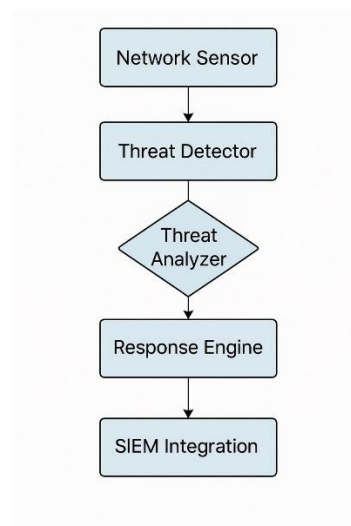 Network Sensor
Threat Detector
Threat
Analyzer
Response Engine
SIEM Integration